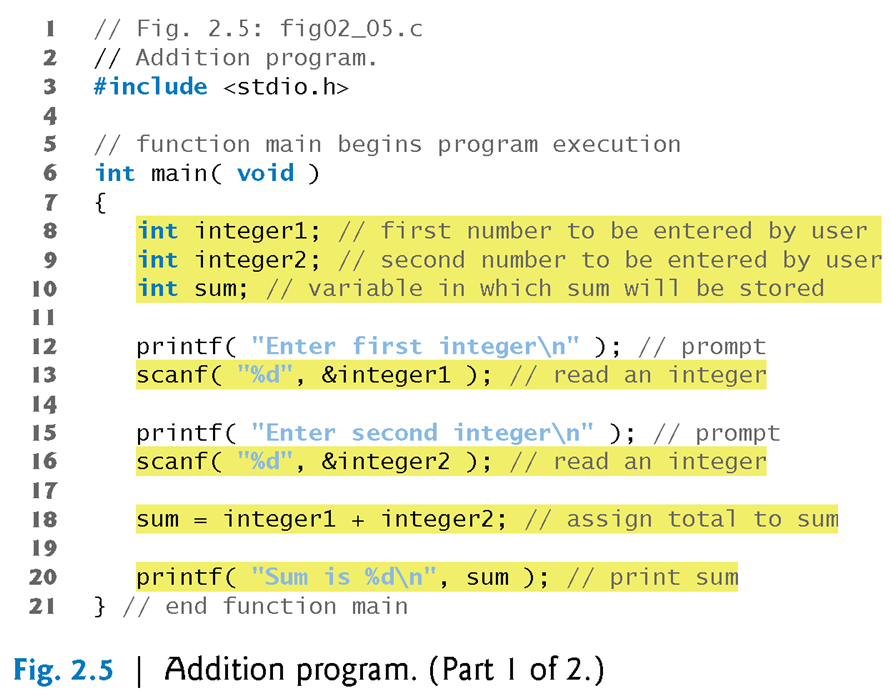 1 // Fig. 2.5: fig02_05.c
2 // Addition program.
3 #include <stdio.h>
4
5 // function main begins program execution
6 int main( void )
7 {
8 int integer1; // first number to be entered by user
9 int integer2; // second number to be entered by user
10 int sum; // variable in which sum will be stored
11
12 printf( "Enter first integer\n" ); // prompt
13 scanf( "%d", &integer1 ); // read an integer
14
15 printf( "Enter second integer\n" ); // prompt
16 scanf( "%d", &integer2 ); // read an integer
17
18 sum = integer1 + integer2; // assign total to sum
19
20 printf( "Sum is %d\n", sum ); // print sum
21 } // end function main
Fig. 2.5 | Addition program. (Part 1 of 2.)